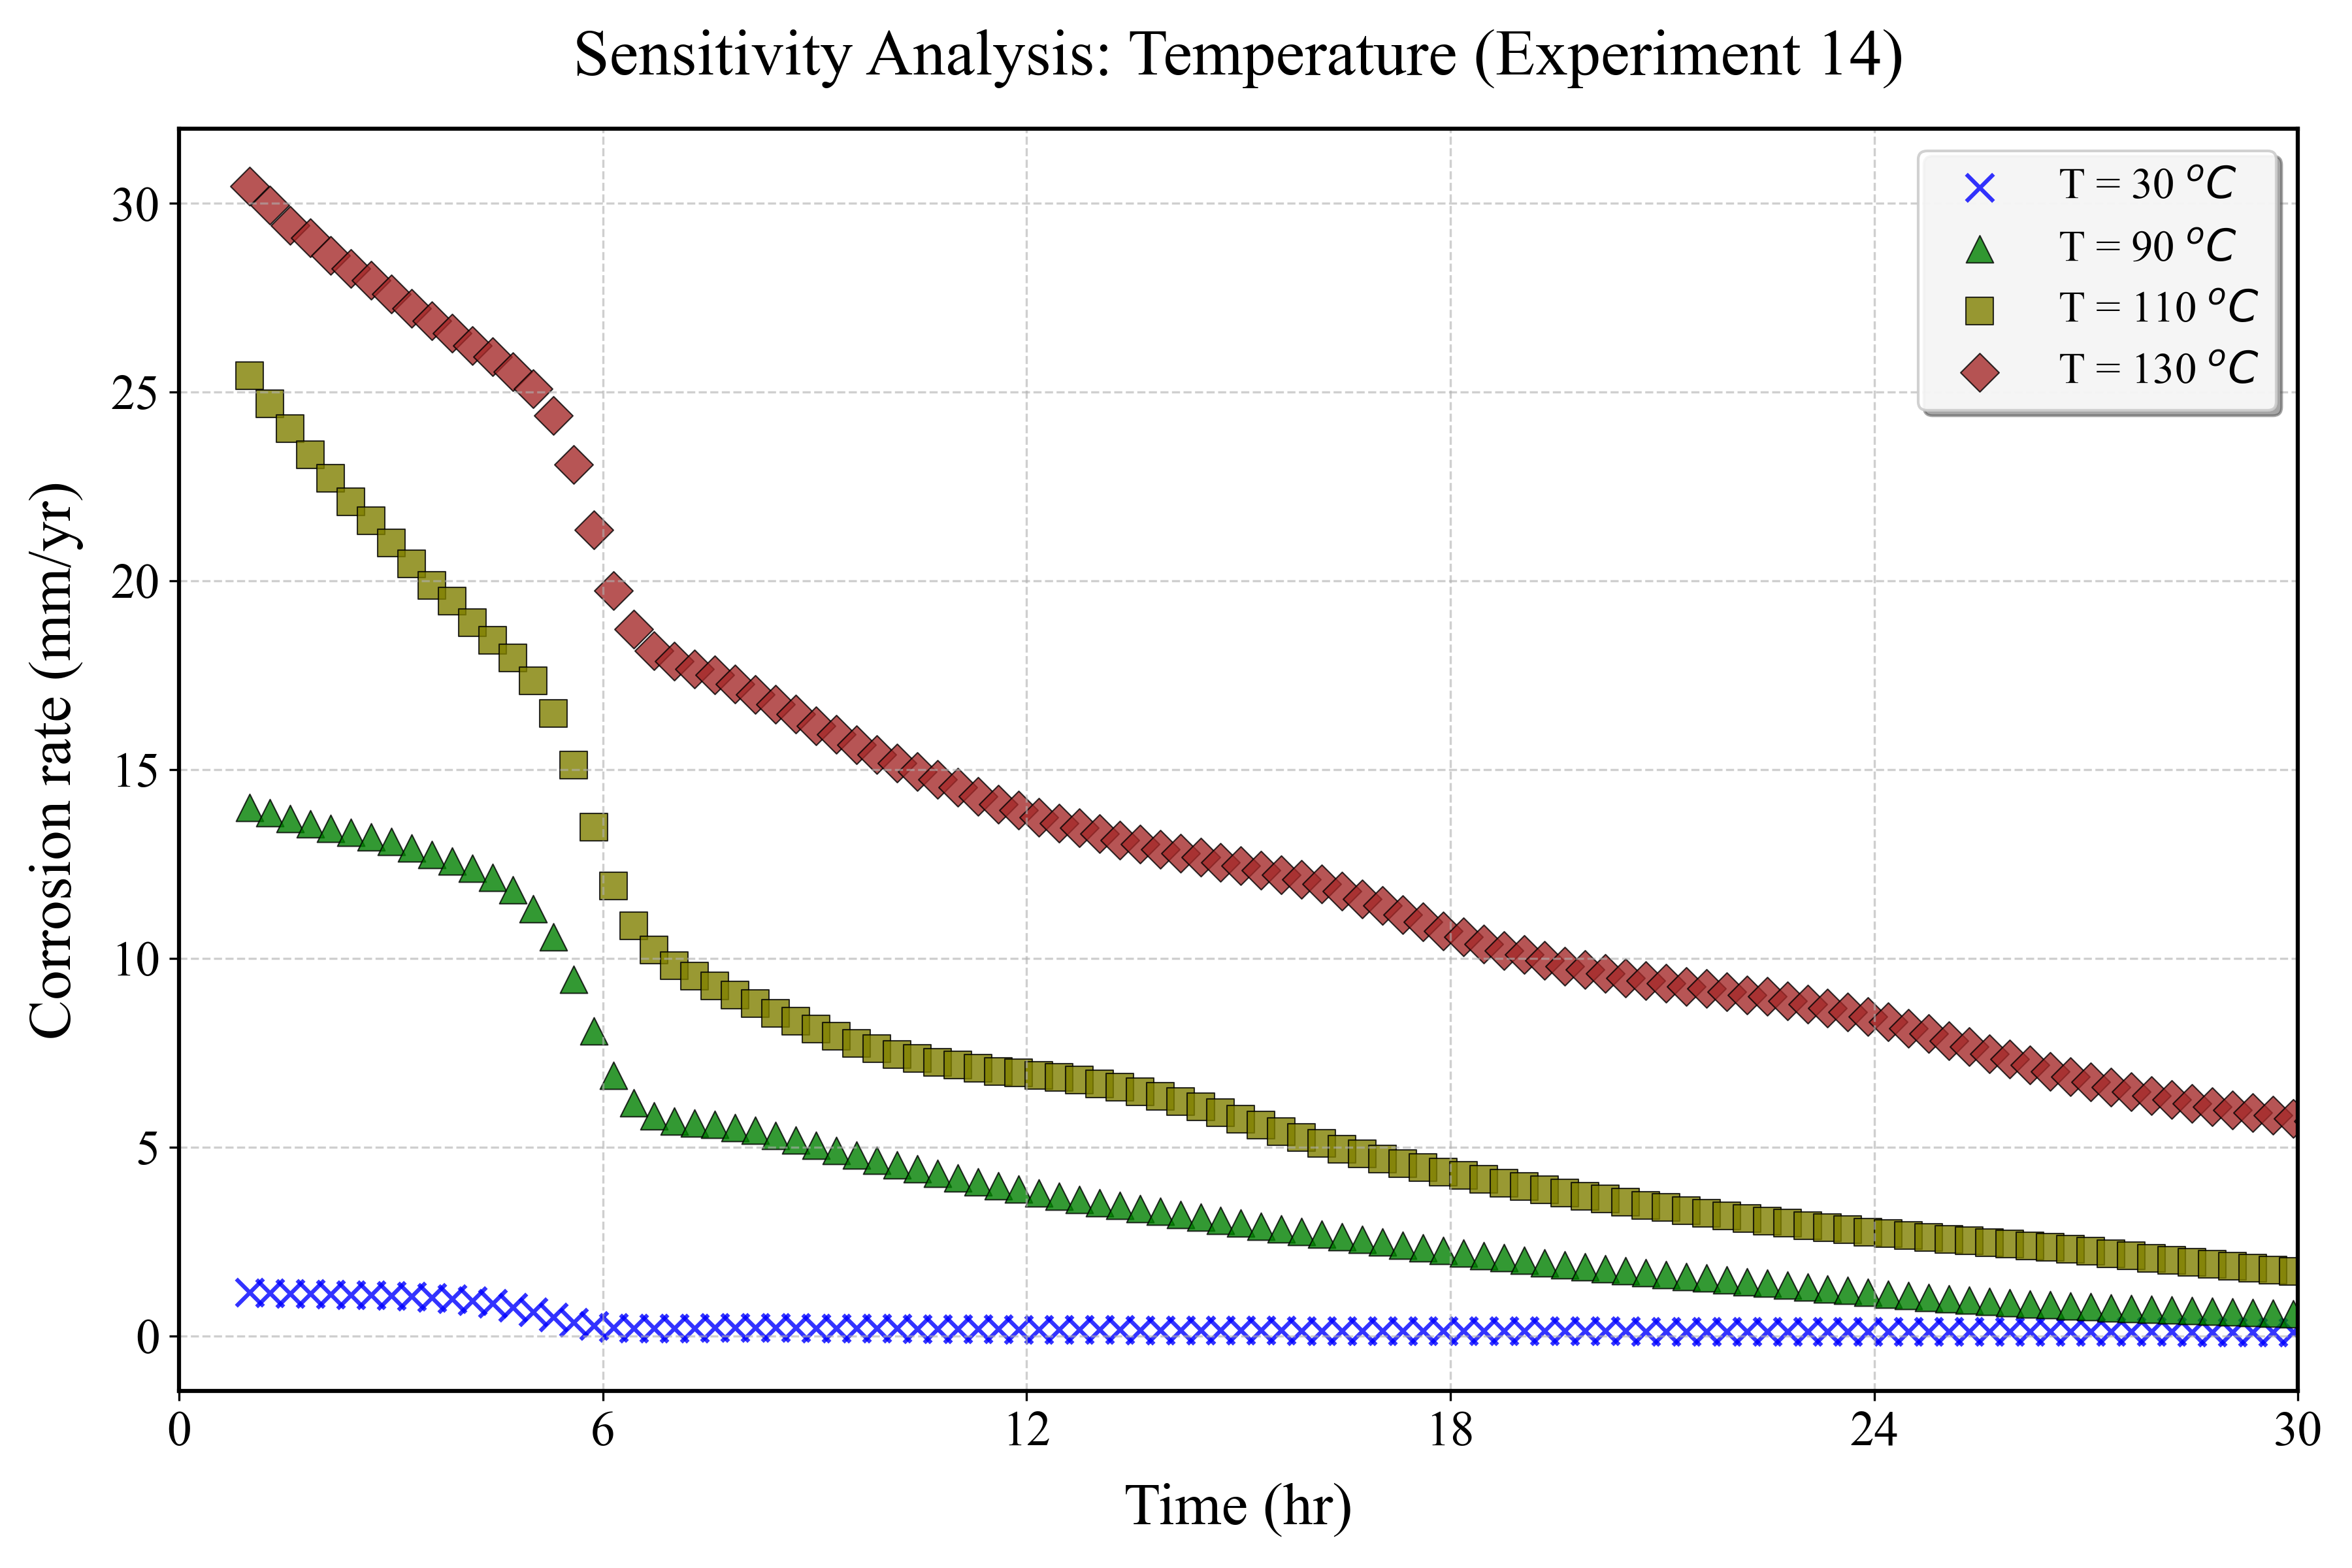 Sensitivity Analysis: Temperature (Experiment 14)
T = 30 °C
T = 90 °C
T = 110 °C
T = 130 °C
Corrosion rate (mm/yr)
30
25
20
15
10
5
0
0 6 12 18 24 30
Time (hr)